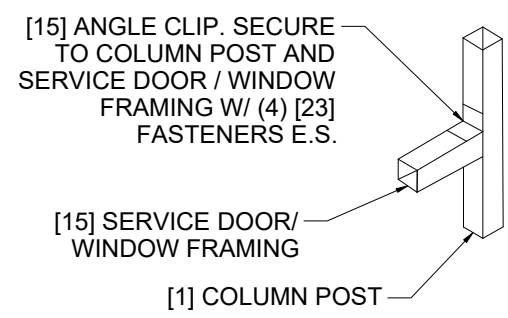 [15] ANGLE CLIP. SECURE
TO COLUMN POST AND
SERVICE DOOR / WINDOW
FRAMING W/ (4) [23]
FASTENERS E.S.
[15] SERVICE DOOR/
WINDOW FRAMING
[1] COLUMN POST